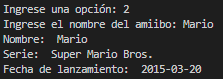 Ingrese una opción: 2
Ingrese el nombre del amiibo: Mario
Nombre:  Mario
Serie:  Super Mario Bros.
Fecha de lanzamiento:  2015-03-20